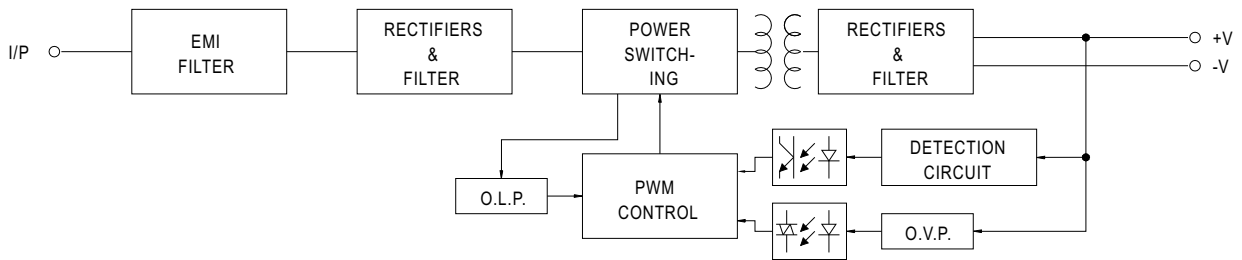 I/P
EMI
FILTER
RECTIFIERS
&
FILTER
POWER
SWITCH-
ING
RECTIFIERS
&
FILTER
+V
-V
O.L.P.
PWM
CONTROL
DETECTION
CIRCUIT
O.V.P.